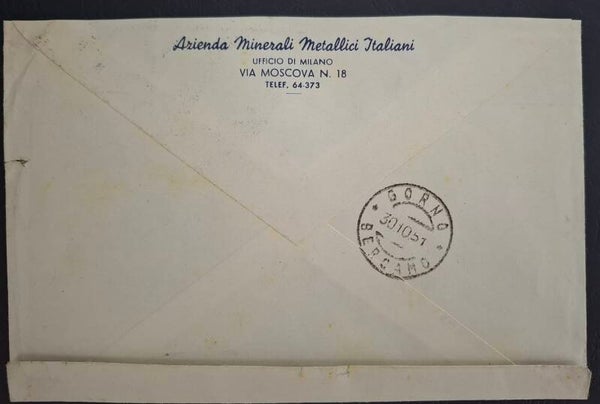 Azienda Minerali Metallici Italiani
UFFICIO DI MILANO
VIA MOSCOVA N. 18
TELEF. 64-373
* GORNO *
30.10.51
BERGAMO